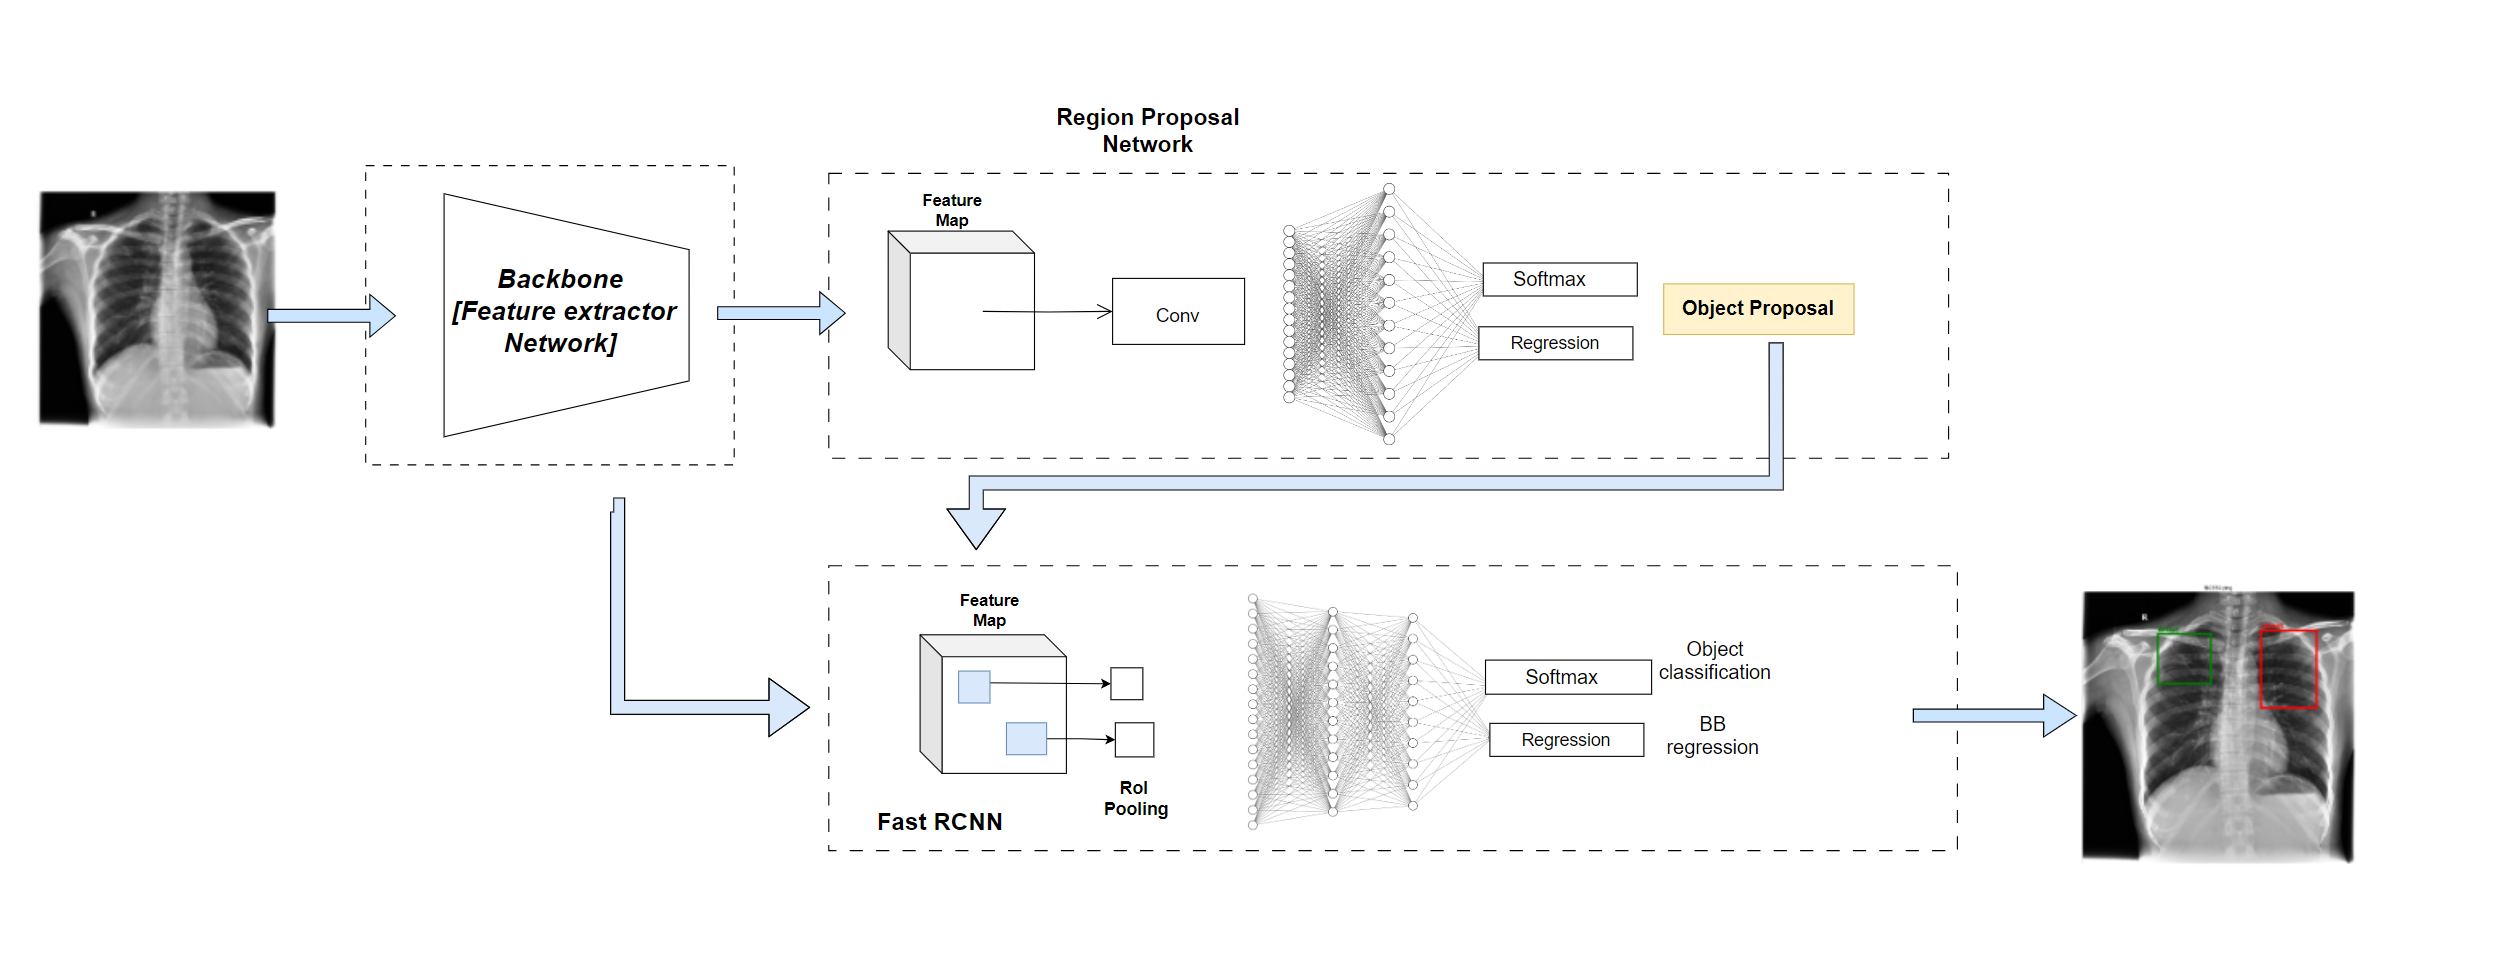 Region Proposal
Network
Feature
Map
Backbone
[Feature extractor
Network]
Conv
Softmax
Regression
Object Proposal
Feature
Map
RoI
Pooling
Fast RCNN
Softmax
Regression
Object
classification
BB
regression
R